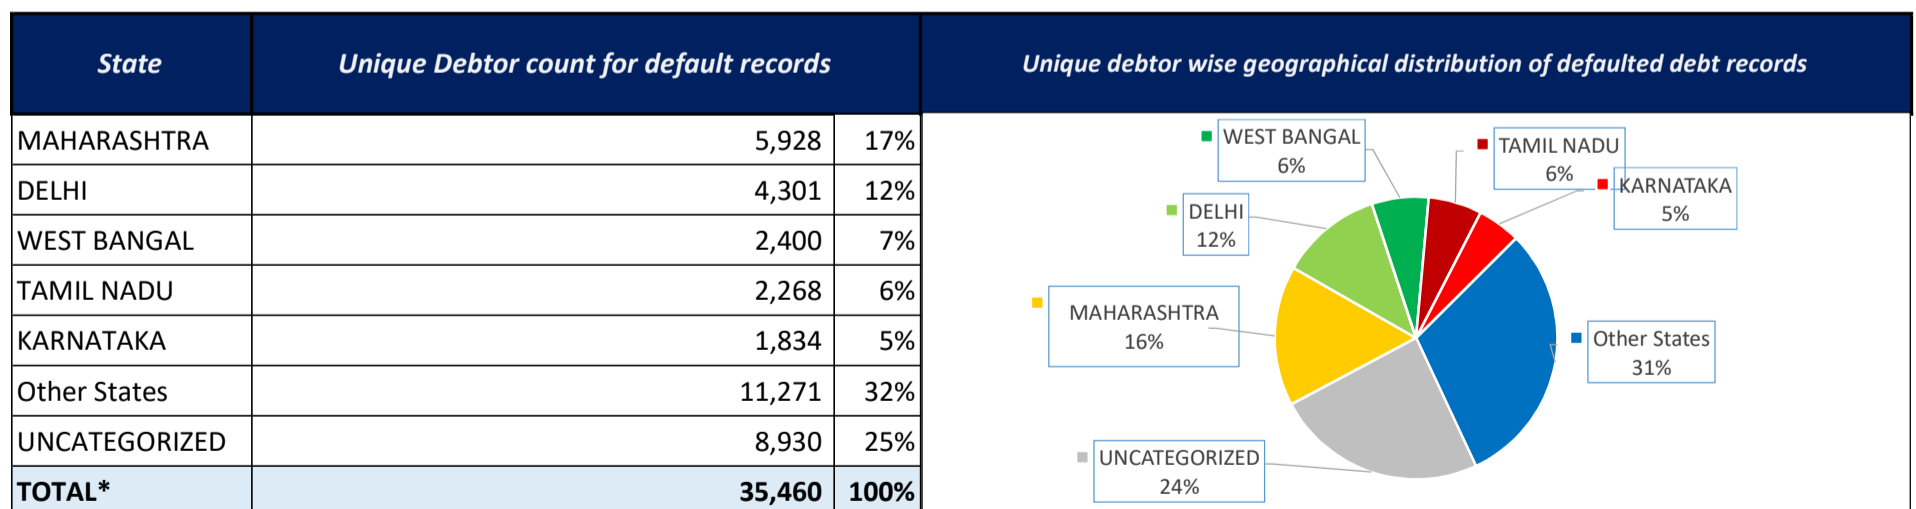 State Unique Debtor count for default records Unique debtor wise geographical distribution of defaulted debt records
MAHARASHTRA 5,928 17%
DELHI 4,301 12%
WEST BANGAL 2,400 7%
TAMIL NADU 2,268 6%
KARNATAKA 1,834 5%
Other States 11,271 32%
UNCATEGORIZED 8,930 25%
TOTAL* 35,460 100%
WEST BANGAL
6%
TAMIL NADU
6%
KARNATAKA
5%
DELHI
12%
MAHARASHTRA
16%
Other States
31%
UNCATEGORIZED
24%